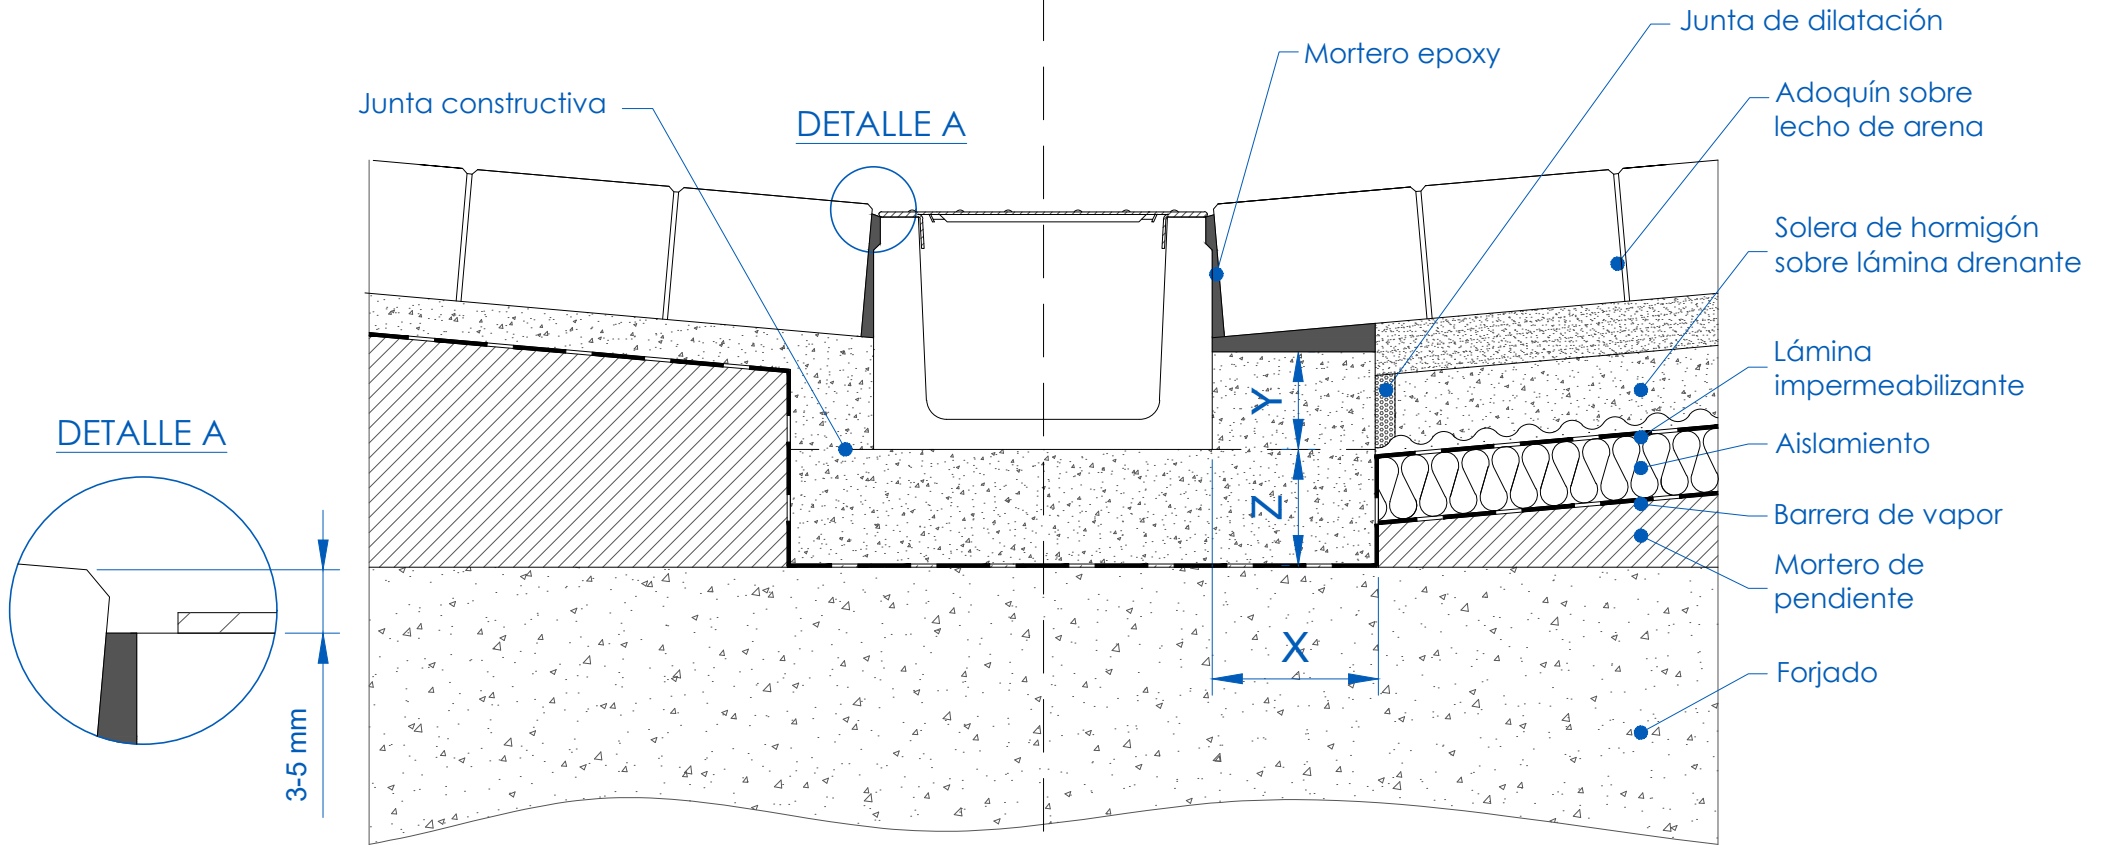 Junta de dilatación
Mortero epoxy
Junta constructiva
DETALLE A
Adoquín sobre
lecho de arena
Solera de hormigón
sobre lámina drenante
Lámina
impermeabilizante
Aislamiento
Barrera de vapor
Mortero de
pendiente
Forjado
Y
Z
X
DETALLE A
3-5 mm